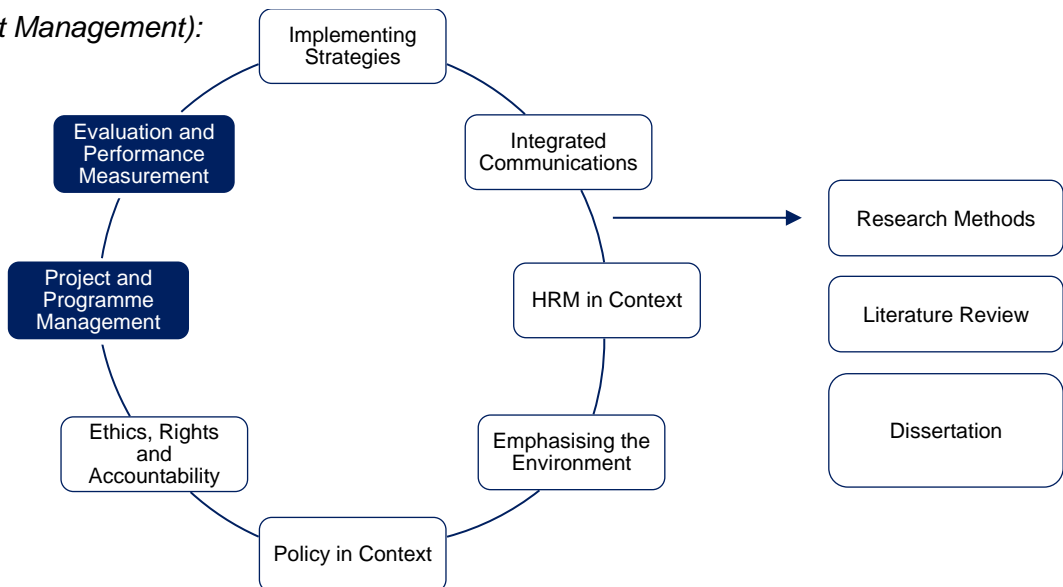 t Management):
Implementing
Strategies
Evaluation and
Performance
Measurement
Integrated
Communications
Research Methods
Project and
Programme
Management
HRM in Context
Literature Review
Ethics, Rights
and
Accountability
Emphasising the
Environment
Dissertation
Policy in Context